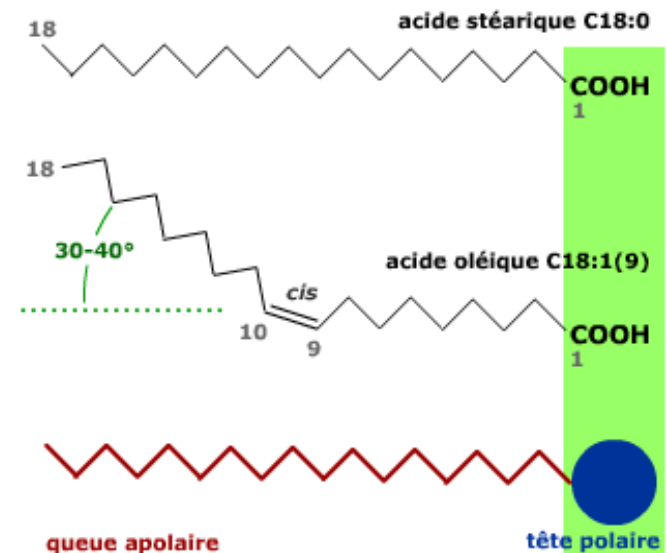 18
acide stéarique C18:0
COOH
1
18
30-40°
acide oléique C18:1(9)
cis
10
9
COOH
1
queue apolaire
tête polaire